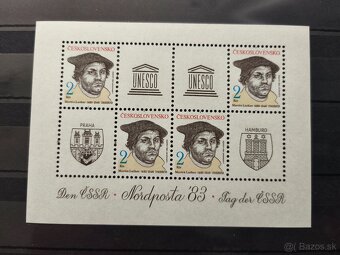 ČESKOSLOVENSKO
2
Kčs
UNESCO
UNESCO
ČESKOSLOVENSKO
2
Kčs
PRAHA
ČESKOSLOVENSKO
2
Kčs
ČESKOSLOVENSKO
2
Kčs
HAMBURG
Den ČSSR · Nordposta '83 · Tag der ČSSR
bazos.sk